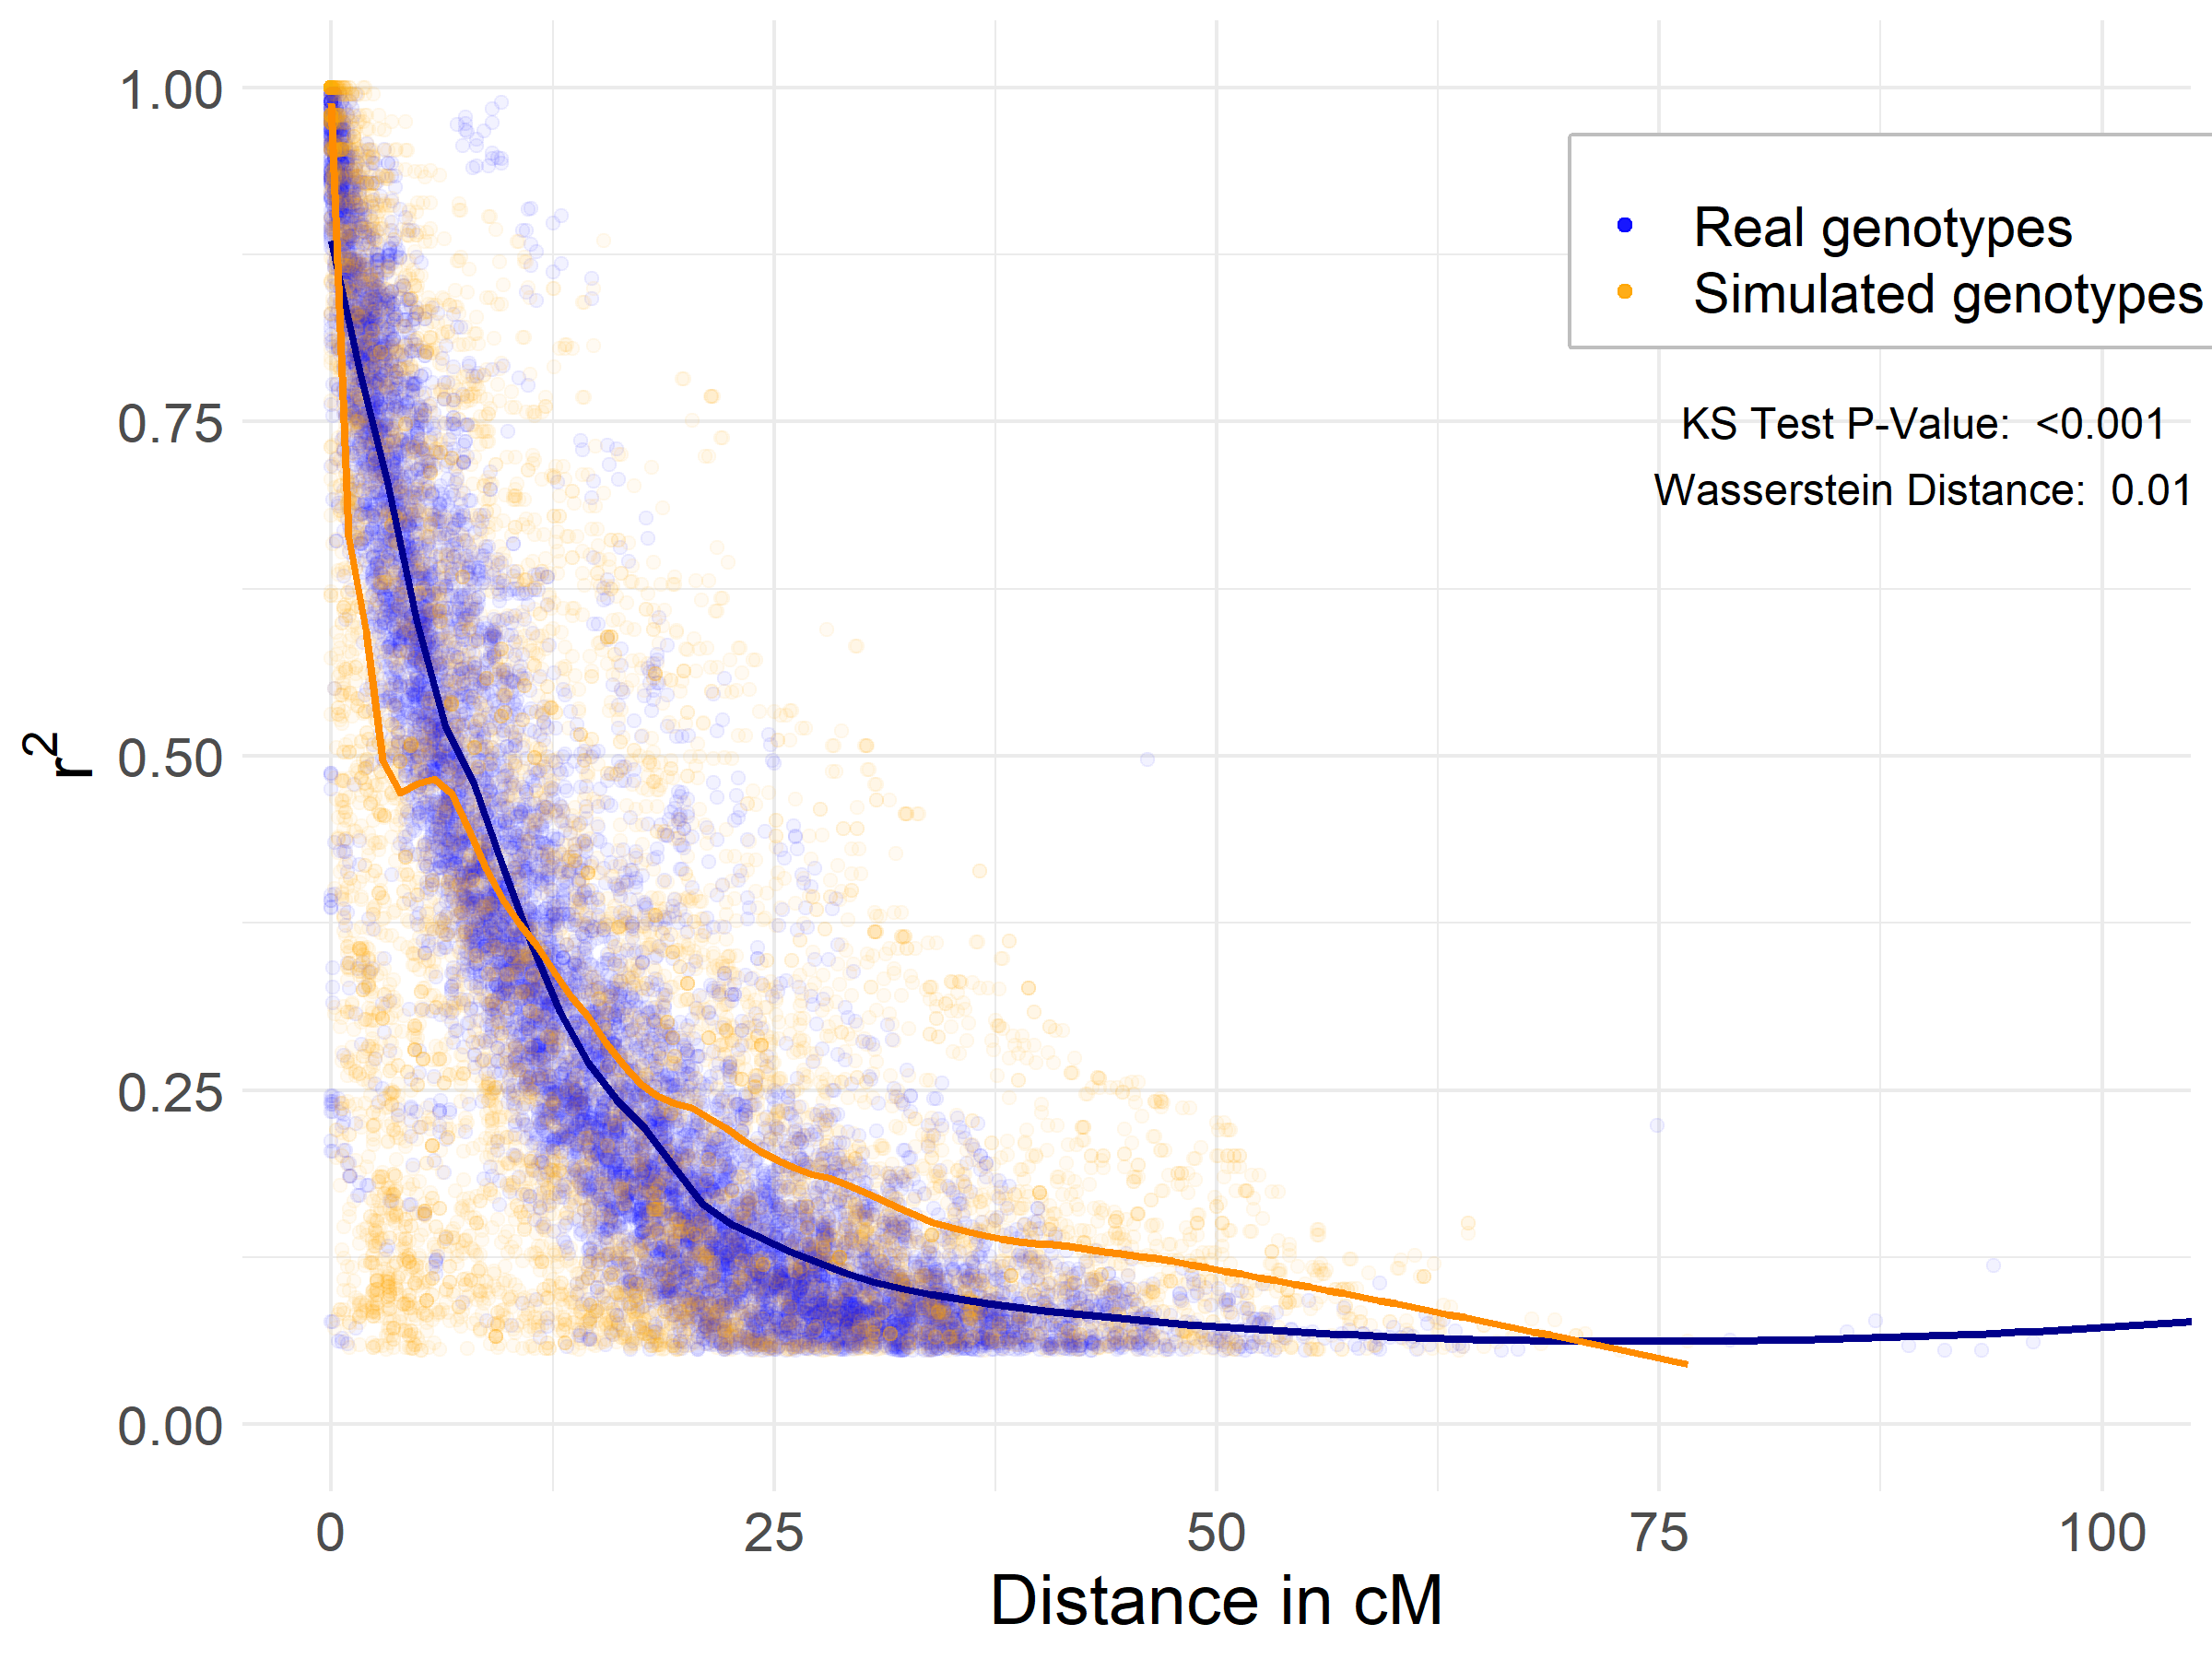 1.00
0.75
0.50
0.25
0.00
r²
Real genotypes
Simulated genotypes
KS Test P-Value: <0.001
Wasserstein Distance: 0.01
0 25 50 75 100
Distance in cM